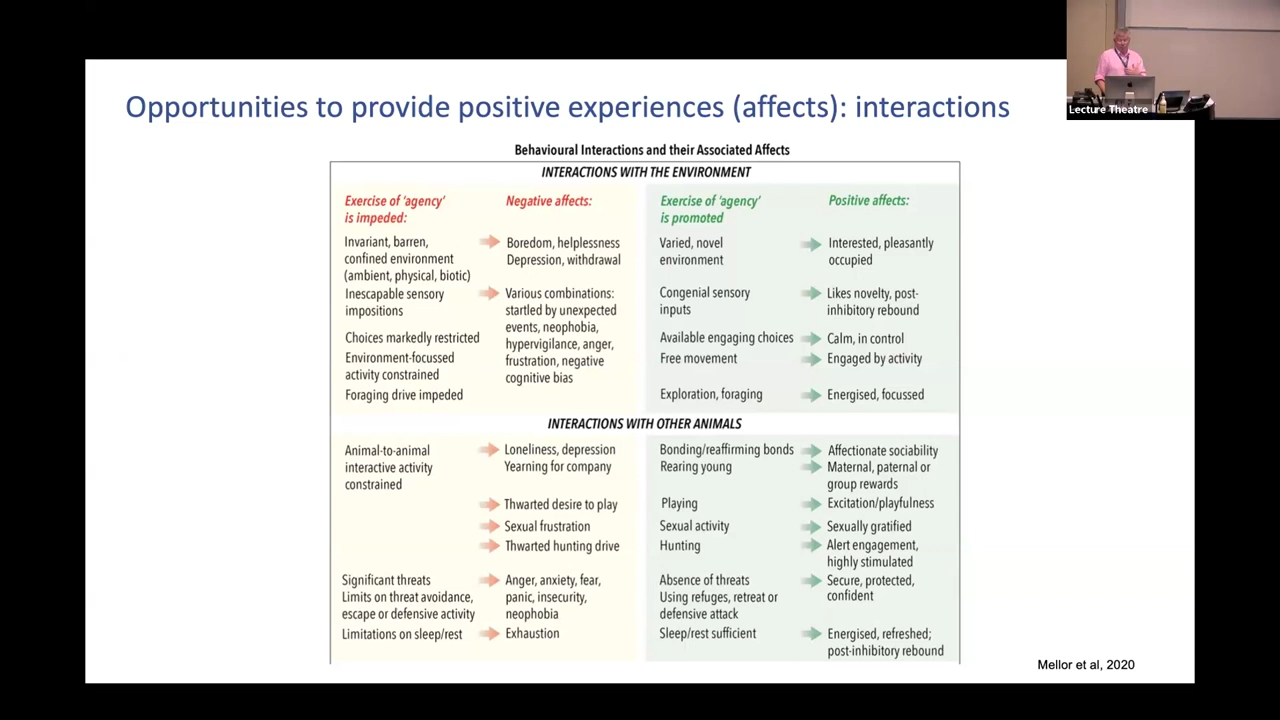 Lecture Theatre
Opportunities to provide positive experiences (affects): interactions
Behavioural Interactions and their Associated Affects
INTERACTIONS WITH THE ENVIRONMENT
Exercise of ‘agency’
is impeded:
Negative affects:
Exercise of ‘agency’
is promoted
Positive affects:
Invariant, barren,
confined environment
(ambient, physical, biotic)
Boredom, helplessness
Depression, withdrawal
Varied, novel
environment
Interested, pleasantly
occupied
Inescapable sensory
impositions
Various combinations:
startled by unexpected
events, neophobia,
hypervigilance, anger,
frustration, negative
cognitive bias
Congenial sensory
inputs
Likes novelty, post-
inhibitory rebound
Choices markedly restricted
Available engaging choices
Calm, in control
Environment-focussed
activity constrained
Free movement
Engaged by activity
Foraging drive impeded
Exploration, foraging
Energised, focussed
INTERACTIONS WITH OTHER ANIMALS
Animal-to-animal
interactive activity
constrained
Loneliness, depression
Yearning for company
Bonding/reaffirming bonds
Affectionate sociability
Rearing young
Maternal, paternal or
group rewards
Thwarted desire to play
Playing
Excitation/playfulness
Sexual frustration
Sexual activity
Sexually gratified
Thwarted hunting drive
Hunting
Alert engagement,
highly stimulated
Significant threats
Limits on threat avoidance,
escape or defensive activity
Anger, anxiety, fear,
panic, insecurity,
neophobia
Absence of threats
Using refuges, retreat or
defensive attack
Secure, protected,
confident
Limitations on sleep/rest
Exhaustion
Sleep/rest sufficient
Energised, refreshed;
post-inhibitory rebound
Mellor et al, 2020